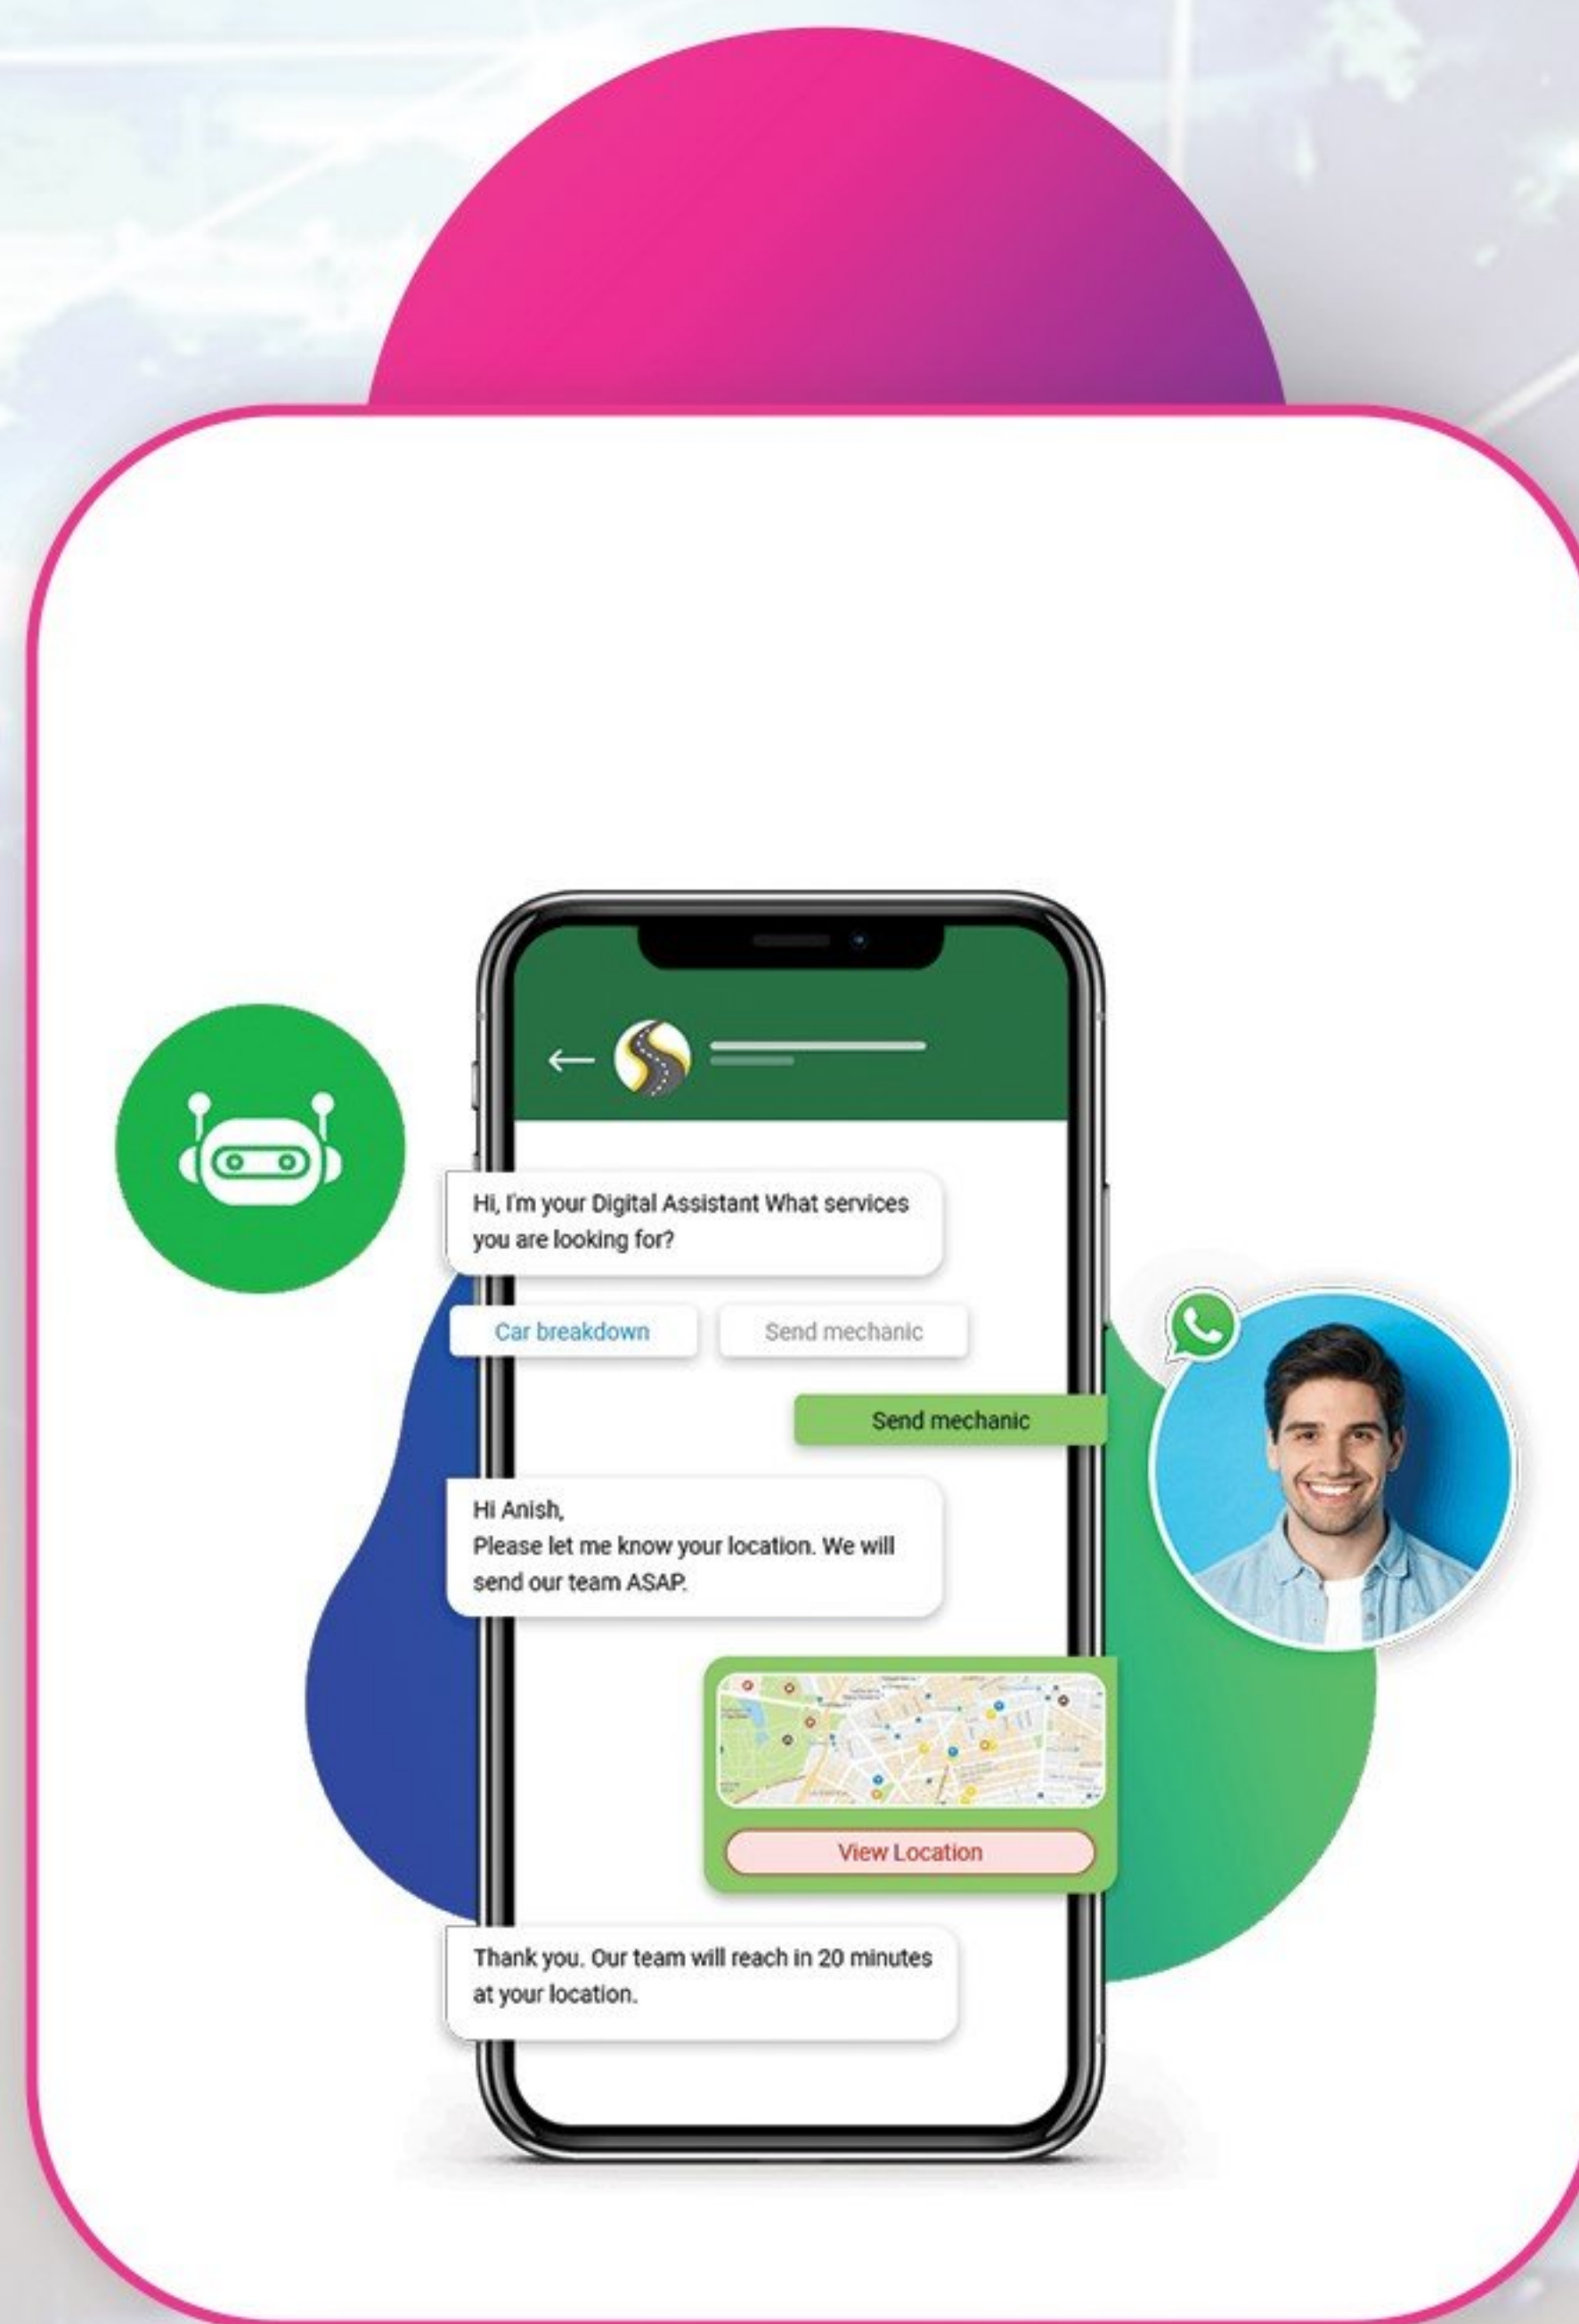 Hi, I'm your Digital Assistant What services
you are looking for?
Car breakdown
Send mechanic
Send mechanic
Hi Anish,
Please let me know your location. We will
send our team ASAP.
View Location
Thank you. Our team will reach in 20 minutes
at your location.